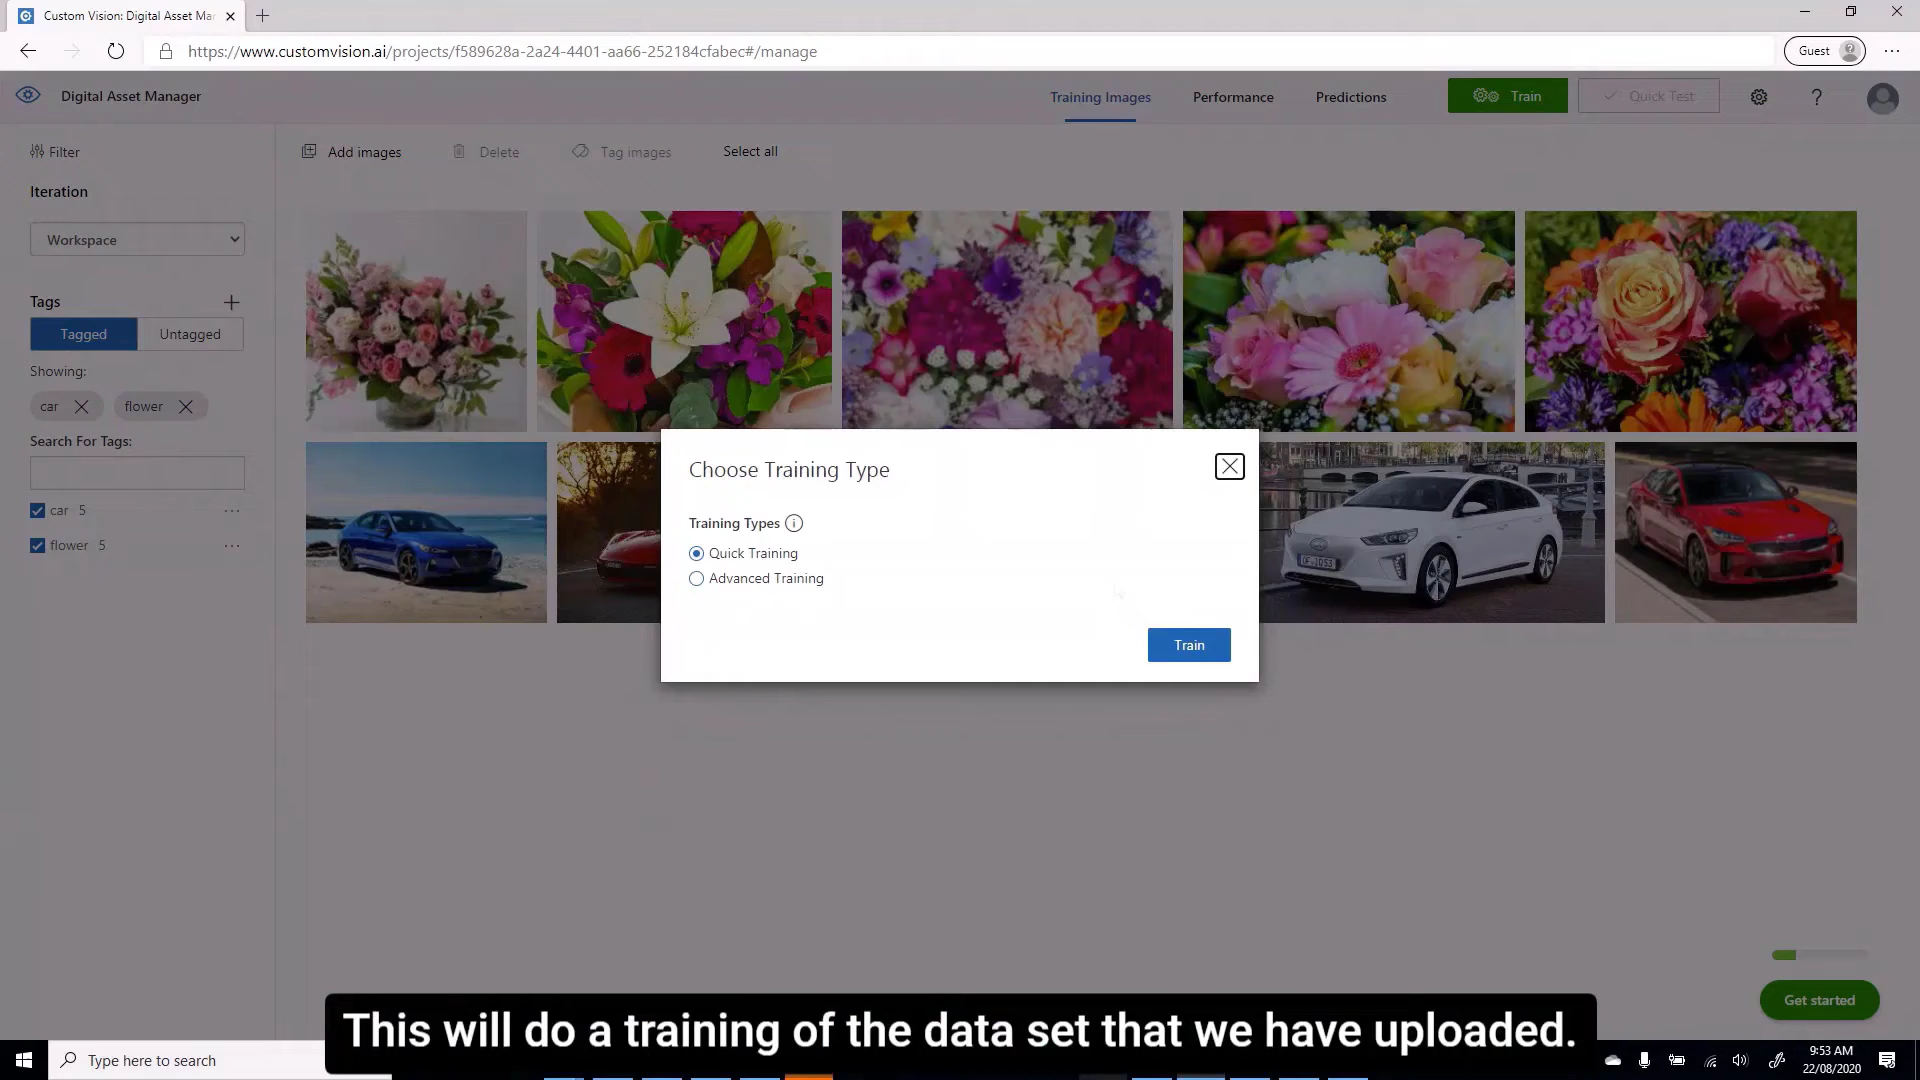 Custom Vision: Digital Asset Mar
https://www.customvision.ai/projects/f589628a-2a24-4401-aa66-252184cfabec#/manage
Guest
Digital Asset Manager
Training Images
Performance
Predictions
Train
Quick Test
?
Filter
Add images
Delete
Tag images
Select all
Iteration
Workspace
Tags
Tagged
Untagged
Showing:
car
flower
Search For Tags:
car 5
flower 5
Choose Training Type
Training Types
Quick Training
Advanced Training
Train
Get started
This will do a training of the data set that we have uploaded.
Type here to search
9:53 AM
22/08/2020